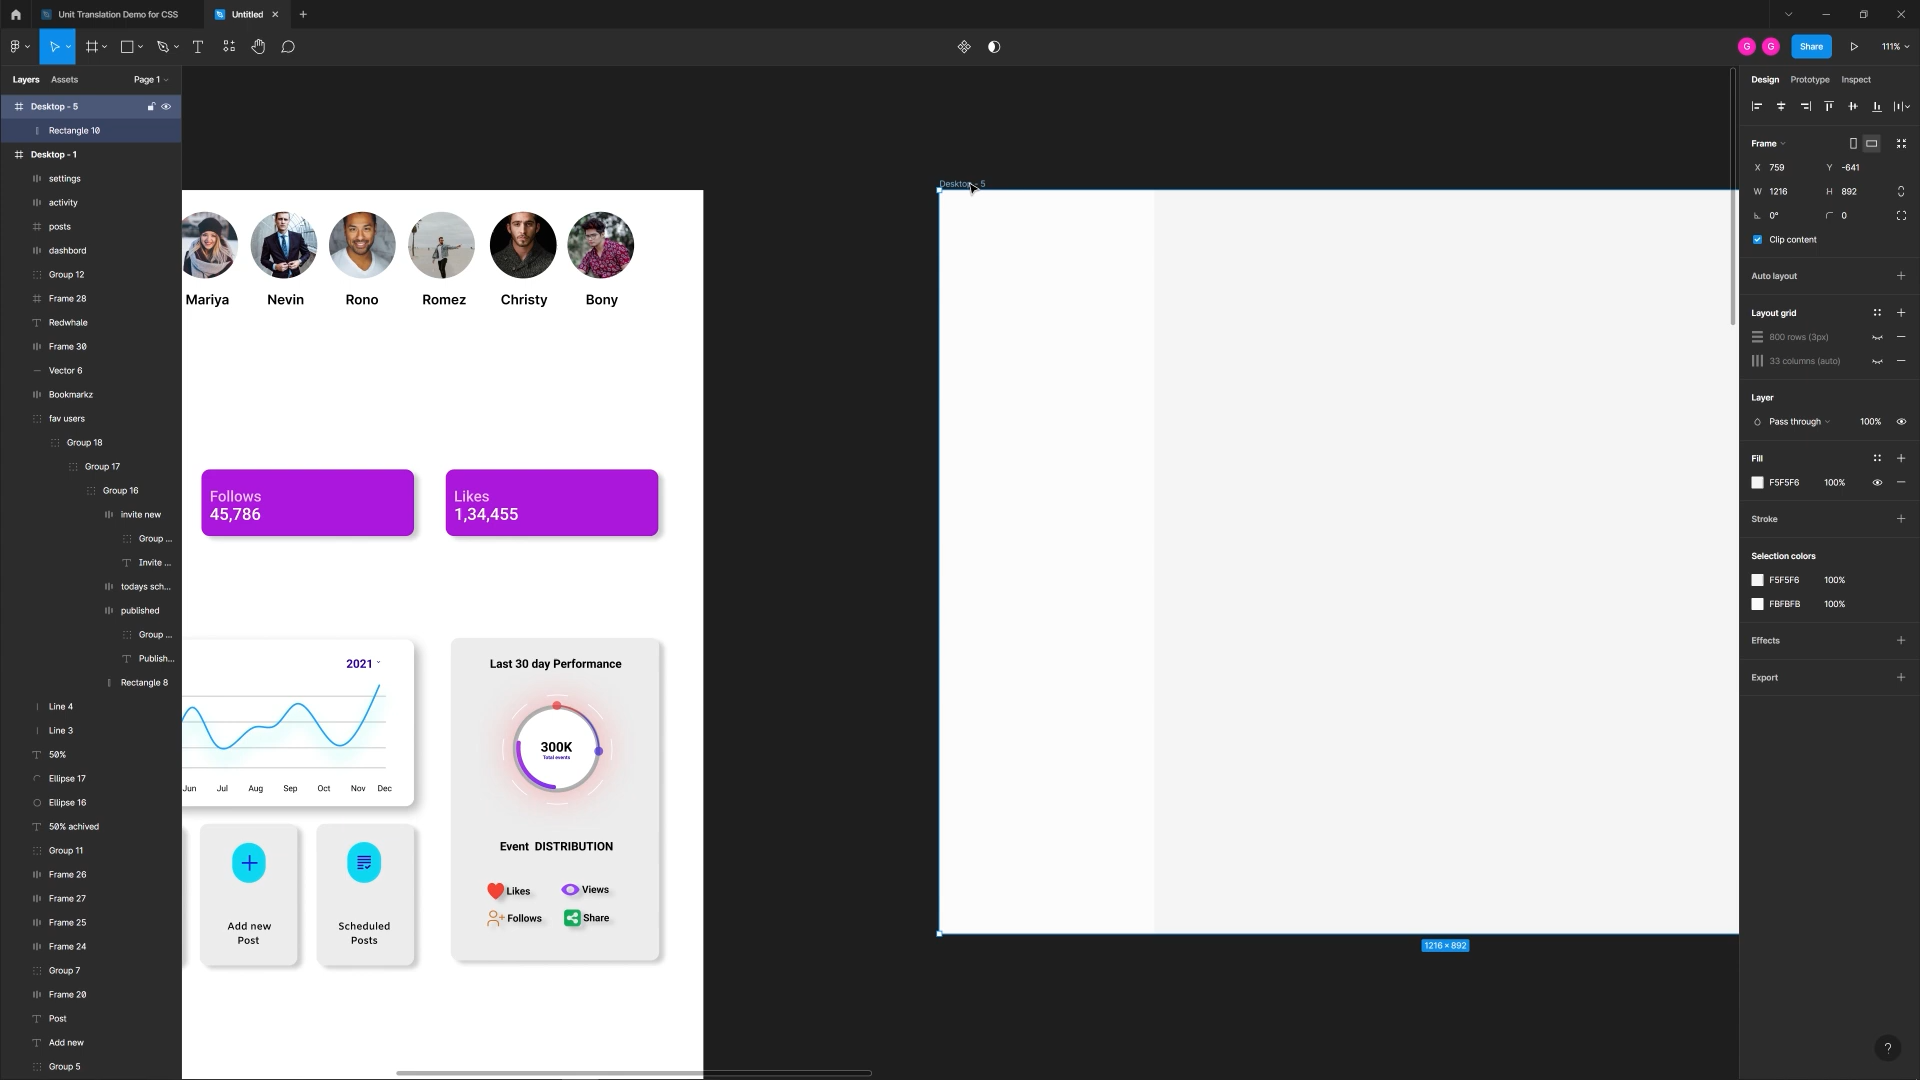 Unit Translation Demo for CSS
Untitled
G
G
Share
111%
Layers
Assets
Page 1
Desktop - 5
Rectangle 10
Desktop - 1
settings
activity
posts
dashbord
Group 12
Frame 28
Redwhale
Frame 30
Vector 6
Bookmarkz
fav users
Group 18
Group 17
Group 16
invite new
Group ...
Invite ...
todays sch...
published
Group ...
Publish...
Rectangle 8
Line 4
Line 3
50%
Ellipse 17
Ellipse 16
50% achived
Group 11
Frame 26
Frame 27
Frame 25
Frame 24
Group 7
Frame 20
Post
Add new
Group 5
Mariya
Nevin
Rono
Romez
Christy
Bony
Follows
45,786
Likes
1,34,455
2021
Jun
Jul
Aug
Sep
Oct
Nov
Dec
Add new
Post
Scheduled
Posts
Last 30 day Performance
300K
Total events
Event DISTRIBUTION
Likes
Views
Follows
Share
Desktop - 5
1216 × 892
Design
Prototype
Inspect
Frame
X 759
Y -641
W 1216
H 892
0°
0
Clip content
Auto layout
Layout grid
800 rows (3px)
33 columns (auto)
Layer
Pass through
100%
Fill
F5F5F6
100%
Stroke
Selection colors
F5F5F6
100%
FBFBFB
100%
Effects
Export
?